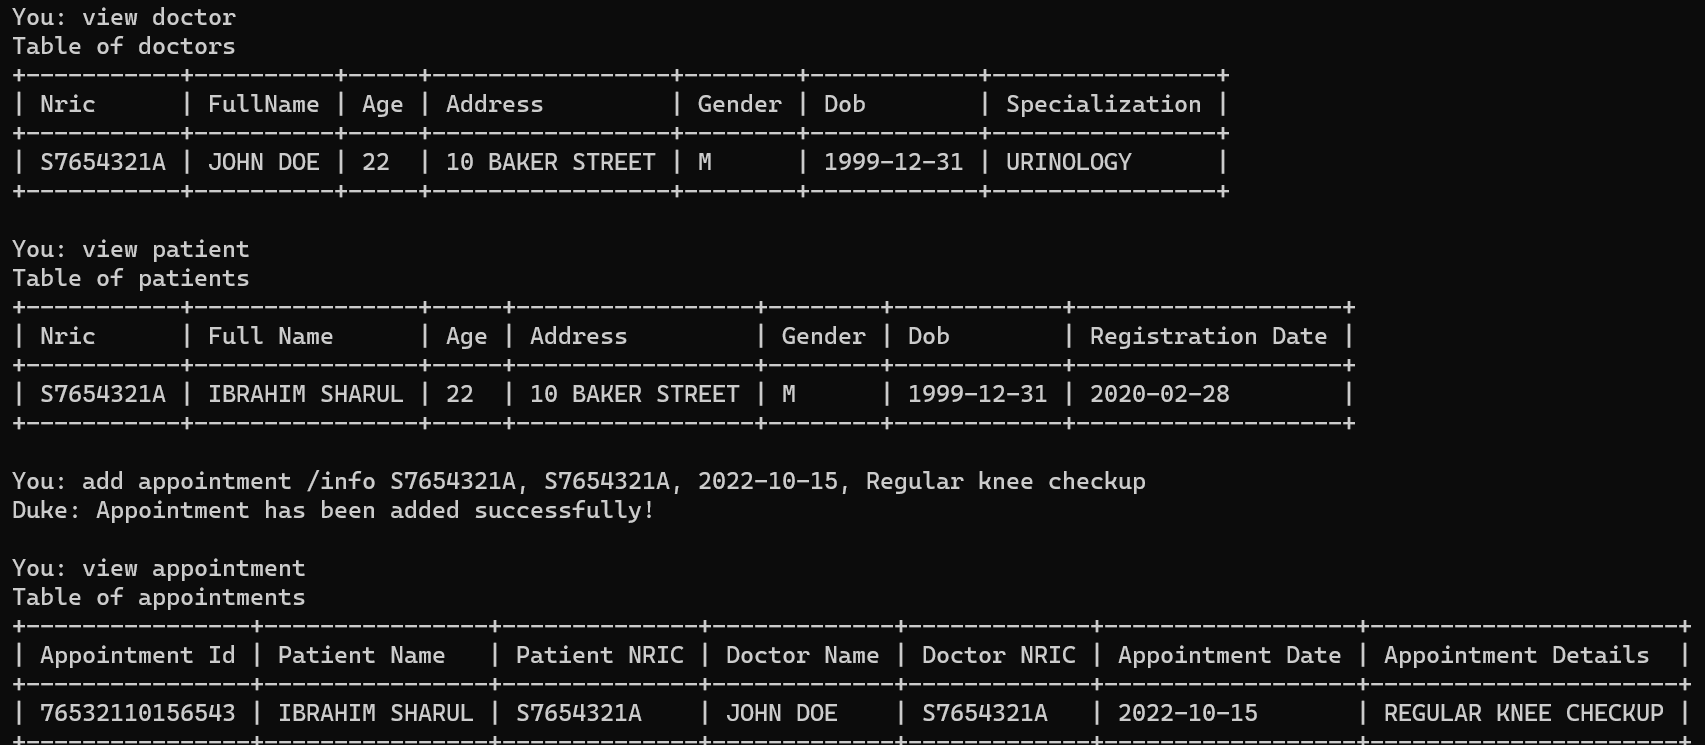 You: view doctor
Table of doctors
+-----------+----------+-----+-----------------+--------+------------+----------------+
| Nric      | FullName | Age | Address         | Gender | Dob        | Specialization |
+-----------+----------+-----+-----------------+--------+------------+----------------+
| S7654321A | JOHN DOE | 22  | 10 BAKER STREET | M      | 1999-12-31 | URINOLOGY      |
+-----------+----------+-----+-----------------+--------+------------+----------------+
You: view patient
Table of patients
+-----------+----------------+-----+-----------------+--------+------------+-------------------+
| Nric      | Full Name      | Age | Address         | Gender | Dob        | Registration Date |
+-----------+----------------+-----+-----------------+--------+------------+-------------------+
| S7654321A | IBRAHIM SHARUL | 22  | 10 BAKER STREET | M      | 1999-12-31 | 2020-02-28        |
+-----------+----------------+-----+-----------------+--------+------------+-------------------+
You: add appointment /info S7654321A, S7654321A, 2022-10-15, Regular knee checkup
Duke: Appointment has been added successfully!
You: view appointment
Table of appointments
+----------------+----------------+--------------+-------------+-------------+------------------+----------------------+
| Appointment Id | Patient Name   | Patient NRIC | Doctor Name | Doctor NRIC | Appointment Date | Appointment Details  |
+----------------+----------------+--------------+-------------+-------------+------------------+----------------------+
| 76532110156543 | IBRAHIM SHARUL | S7654321A    | JOHN DOE    | S7654321A   | 2022-10-15       | REGULAR KNEE CHECKUP |
+----------------+----------------+--------------+-------------+-------------+------------------+----------------------+